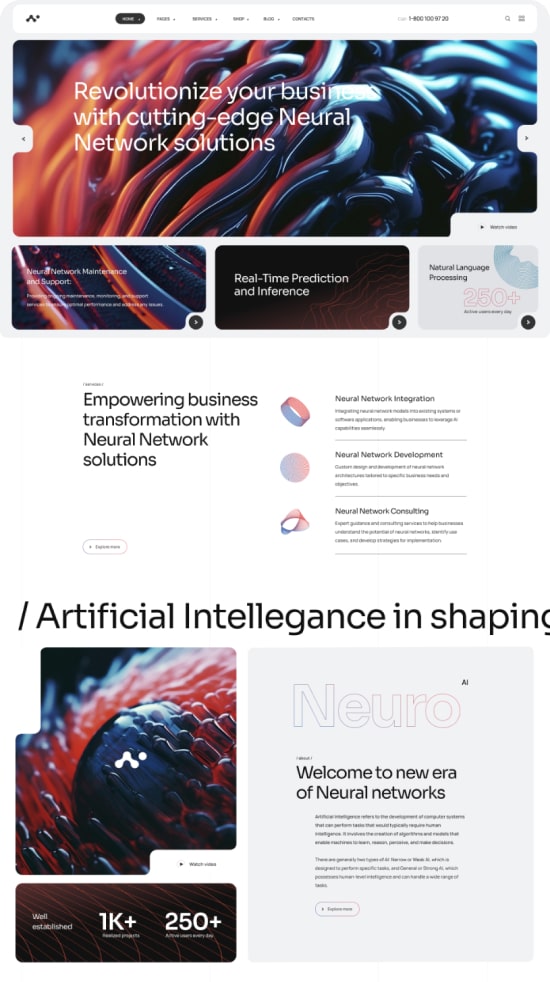 HOME PAGES SERVICES SHOP BLOG CONTACTS 1-800 100 97 20
Revolutionize your business
with cutting-edge Neural
Network solutions
Watch video
Neural Network Maintenance
and Support:
Providing ongoing maintenance, monitoring, and support
services to ensure optimal performance and address any issues.
Real-Time Prediction
and Inference
Natural Language
Processing
250+
Active users every day
/ services /
Empowering business
transformation with
Neural Network
solutions
Explore more
Neural Network Integration
Integrating neural network models into existing systems or
software applications, enabling businesses to leverage AI
capabilities seamlessly.
Neural Network Development
Custom design and development of neural network
architectures tailored to specific business needs and
objectives.
Neural Network Consulting
Expert guidance and consulting services to help businesses
understand the potential of neural networks, identify use
cases, and develop strategies for implementation.
/ Artificial Intellegance in shaping
Watch video
Well
established
1K+
Realized projects
250+
Active users every day
Neuro
AI
/ about /
Welcome to new era
of Neural networks
Artificial Intelligence refers to the development of computer systems
that can perform tasks that would typically require human
intelligence. It involves the creation of algorithms and models that
enable machines to learn, reason, perceive, and make decisions.
There are generally two types of AI: Narrow or Weak AI, which is
designed to perform specific tasks, and General or Strong AI, which
possesses human level intelligence and can handle a wide range of
tasks.
Explore more